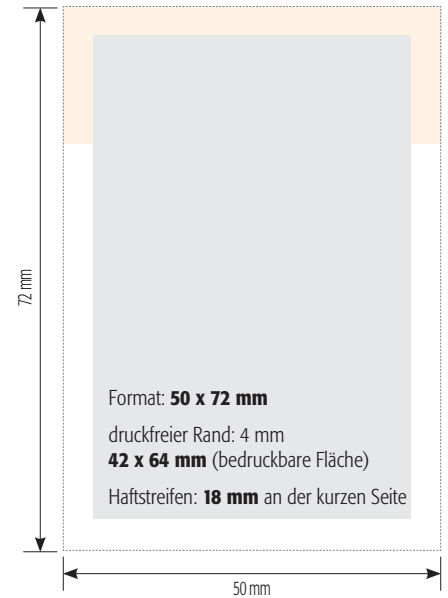 72 mm
Format: 50 x 72 mm
druckfreier Rand: 4 mm
42 x 64 mm (bedruckbare Fläche)
Haftstreifen: 18 mm an der kurzen Seite
50 mm